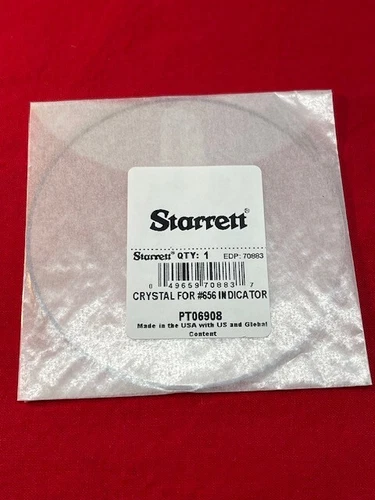 Starrett®
Starrett® QTY: 1 EDP: 70883
0 49659 70883 7
CRYSTAL FOR #656 INDICATOR
PT06908
Made in the USA with US and Global
Content